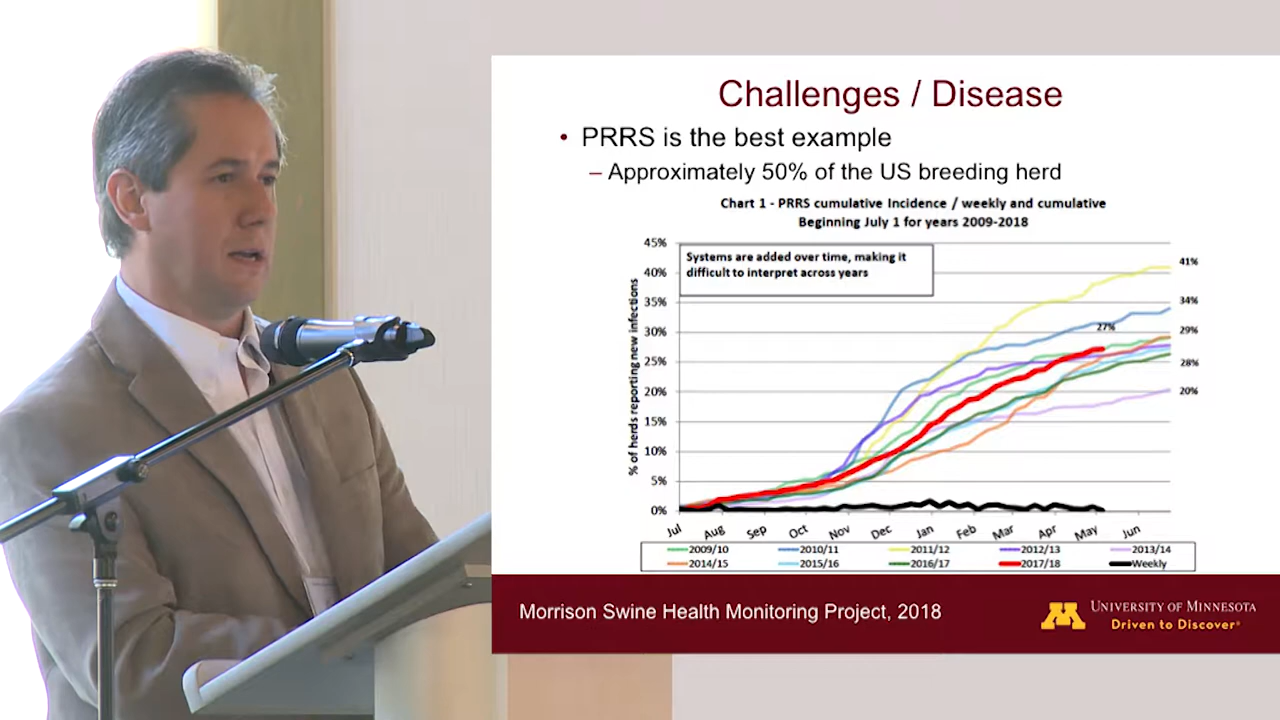 Challenges / Disease
• PRRS is the best example
– Approximately 50% of the US breeding herd
Chart 1 - PRRS cumulative Incidence / weekly and cumulative
Beginning July 1 for years 2009-2018
Systems are added over time, making it
difficult to interpret across years
% of herds reporting new infections
45%
40%
35%
30%
25%
20%
15%
10%
5%
0%
41%
34%
27%
29%
28%
20%
Jul Aug Sep Oct Nov Dec Jan Feb Mar Apr May Jun
2009/10 2010/11 2011/12 2012/13 2013/14
2014/15 2015/16 2016/17 2017/18 Weekly
Morrison Swine Health Monitoring Project, 2018
M
UNIVERSITY OF MINNESOTA
Driven to Discover®